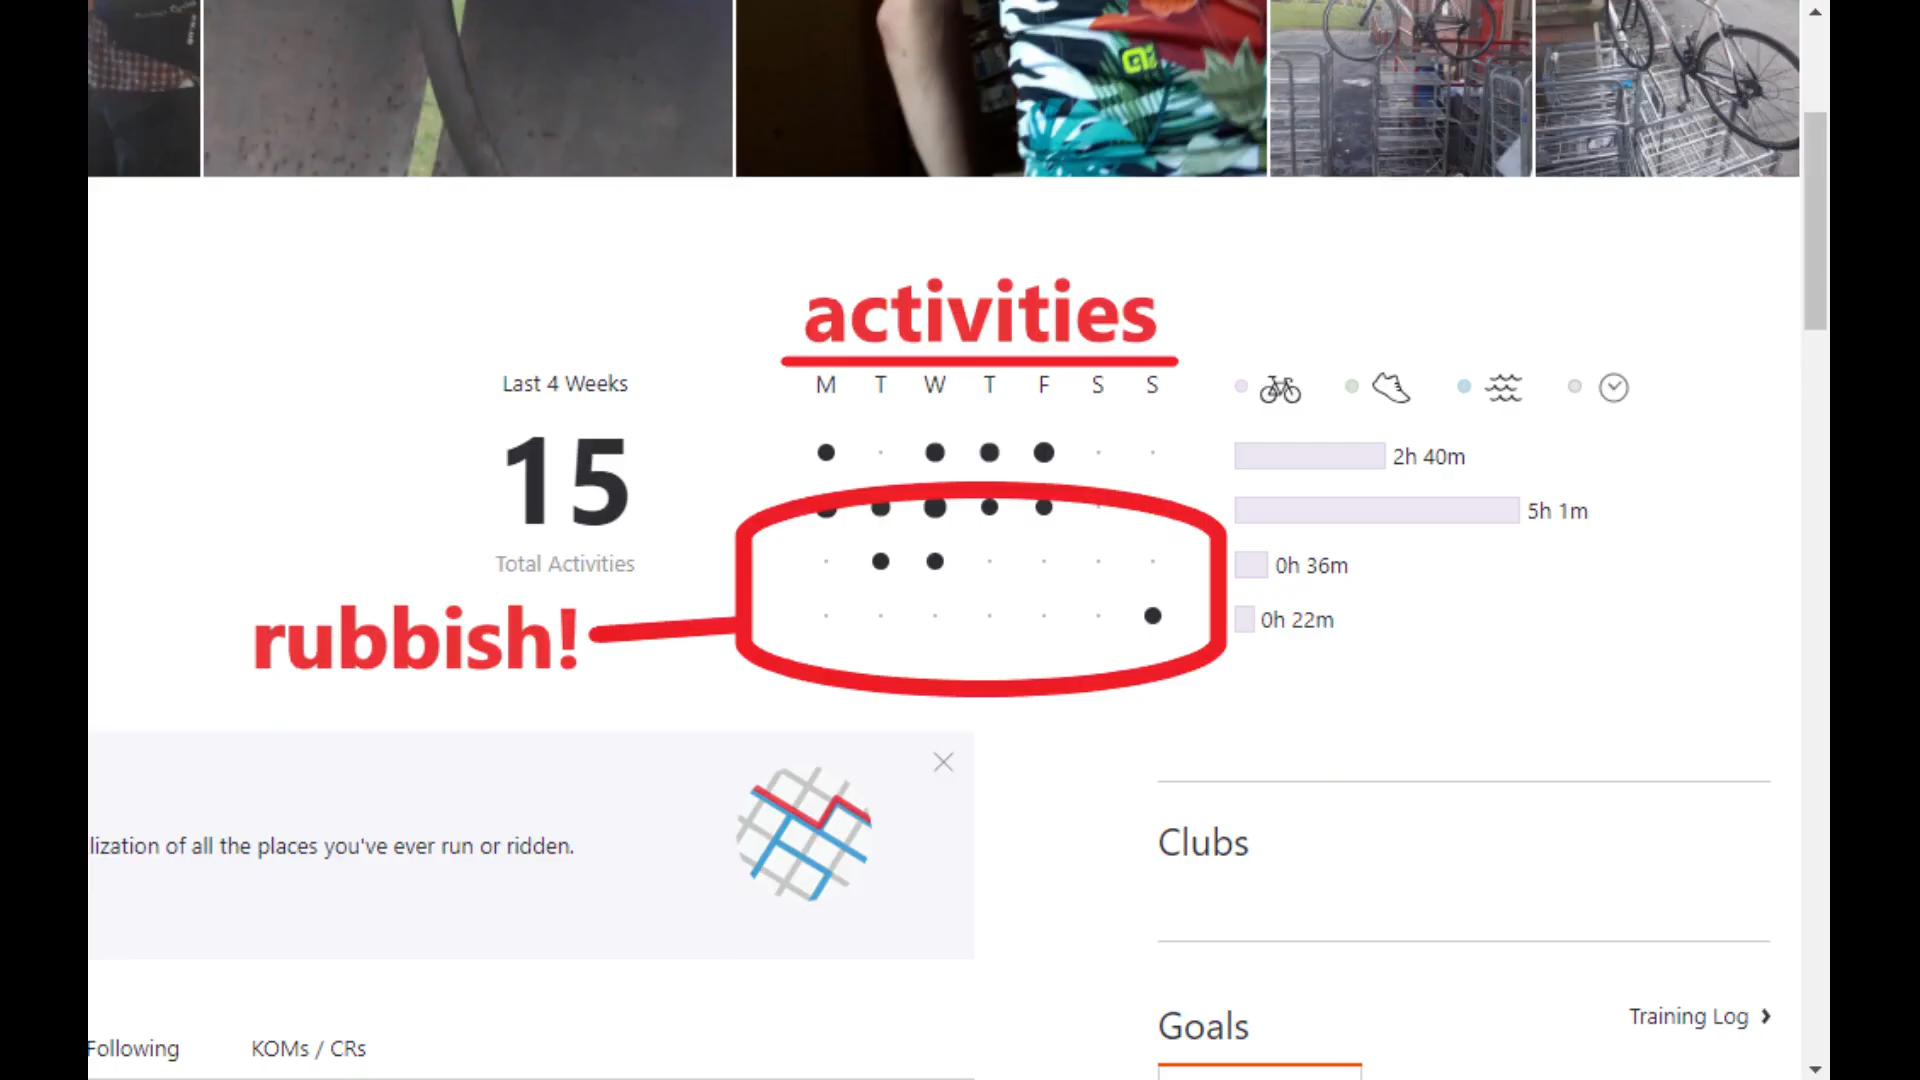 activities
Last 4 Weeks
M T W T F S S
15
2h 40m
5h 1m
Total Activities
0h 36m
rubbish!
0h 22m
lization of all the places you've ever run or ridden.
Clubs
Goals
Training Log
Following
KOMs / CRs